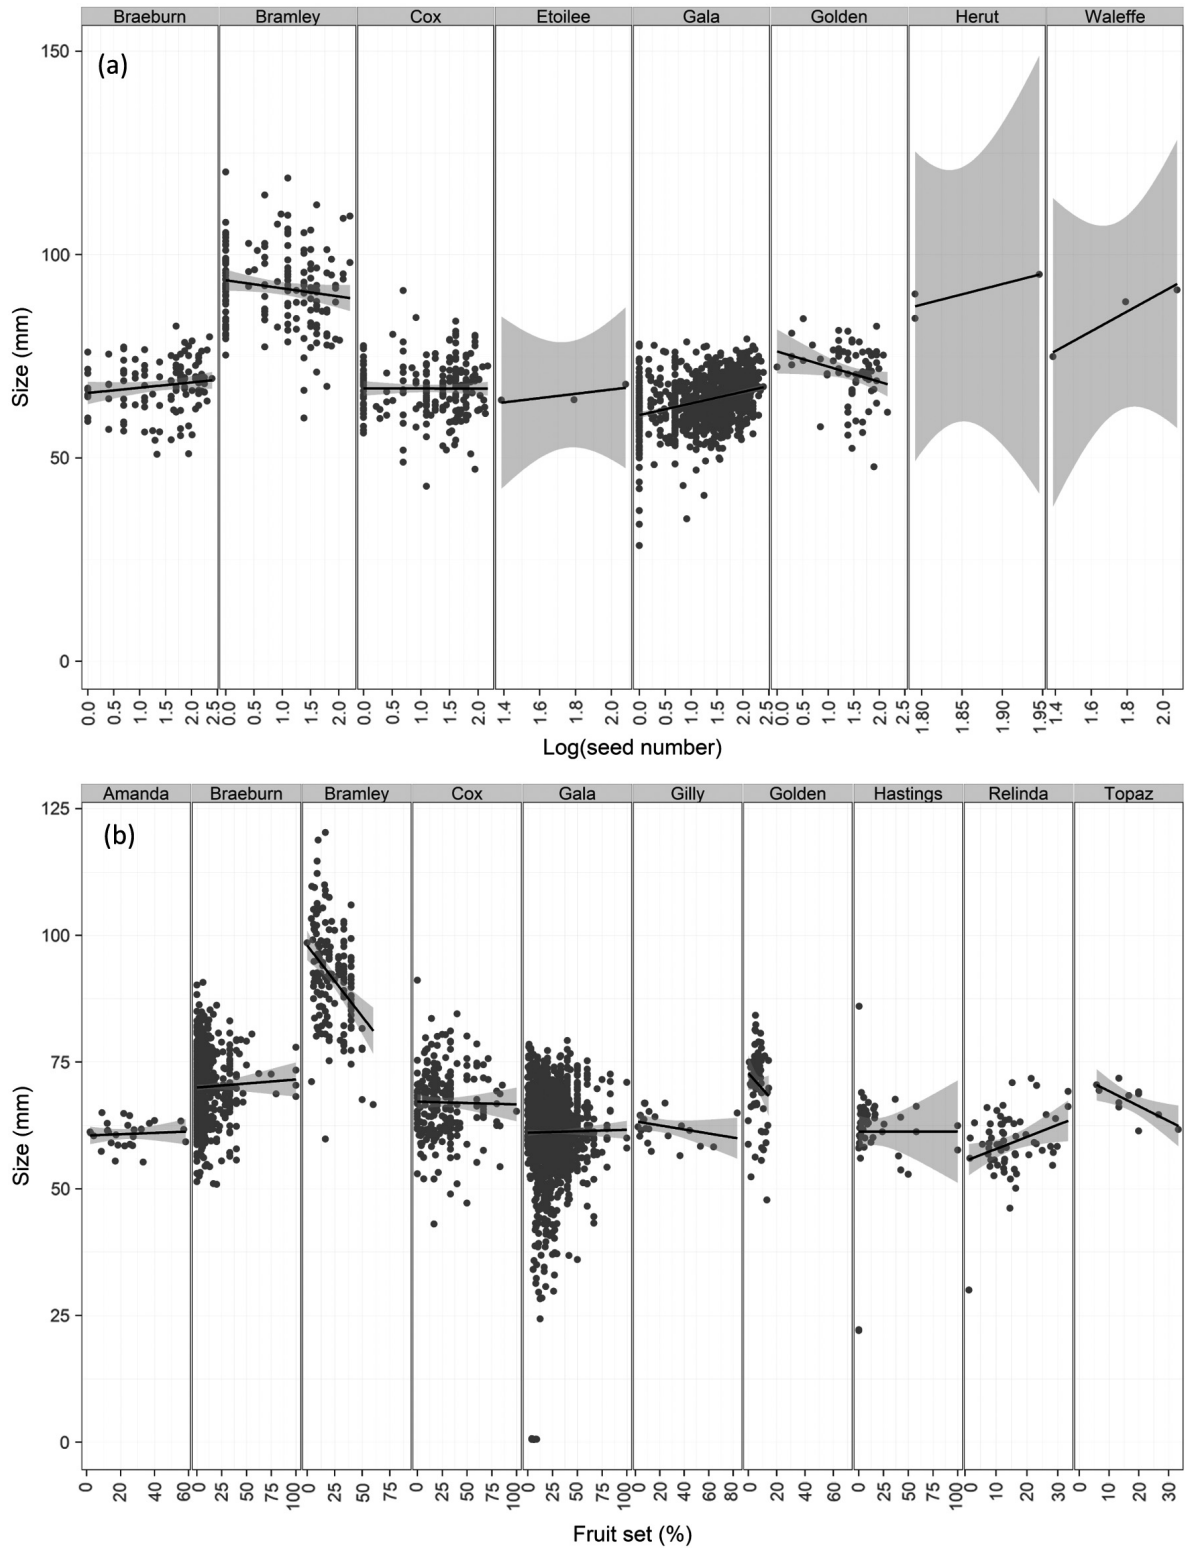 Braeburn Bramley Cox Etoilee Gala Golden Herut Waleffe
(a)
150
100
50
0
Size (mm)
0.0 0.5 1.0 1.5 2.0 2.5 0.0 0.5 1.0 1.5 2.0 0.0 0.5 1.0 1.5 2.0 1.4 1.6 1.8 2.0 0.0 0.5 1.0 1.5 2.0 2.5 0.0 0.5 1.0 1.5 2.0 2.5 1.80 1.85 1.90 1.95 1.4 1.6 1.8 2.0
Log(seed number)
Amanda Braeburn Bramley Cox Gala Gilly Golden Hastings Relinda Topaz
(b)
125
100
75
50
25
0
Size (mm)
0 20 40 60 0 25 50 75 100 0 25 50 75 0 25 50 75 100 0 25 50 75 100 0 20 40 60 80 0 25 50 75 0 25 50 75 100 0 10 20 30 0 10 20 30
Fruit set (%)